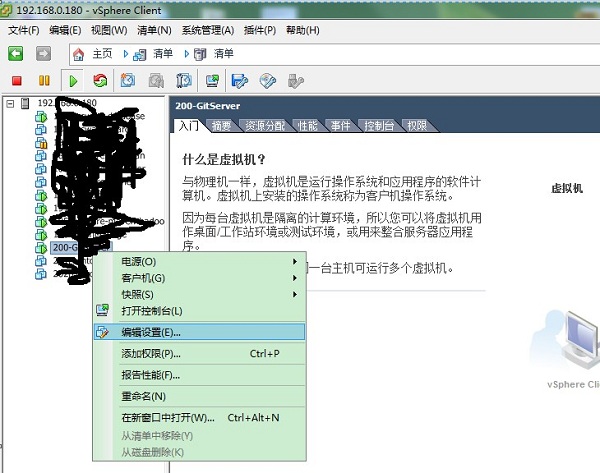 192.168.0.180 - vSphere Client
文件(F) 编辑(E) 视图(W) 清单(N) 系统管理(A) 插件(P) 帮助(H)
主页 清单 清单
192.168.0.180
200-GitServer
入门 摘要 资源分配 性能 事件 控制台 权限
什么是虚拟机？
与物理机一样，虚拟机是运行操作系统和应用程序的软件计
算机。虚拟机上安装的操作系统称为客户机操作系统。
因为每台虚拟机是隔离的计算环境，所以您可以将虚拟机用
作桌面/工作站环境或测试环境，或用来整合服务器应用程
序。
一台主机可运行多个虚拟机。
虚拟机
vSphere Clie
200-G
电源(O)
客户机(G)
快照(S)
打开控制台(L)
编辑设置(E)...
添加权限(P)... Ctrl+P
报告性能(F)...
重命名(N)
在新窗口中打开(W)... Ctrl+Alt+N
从清单中移除(Y)
从磁盘删除(K)